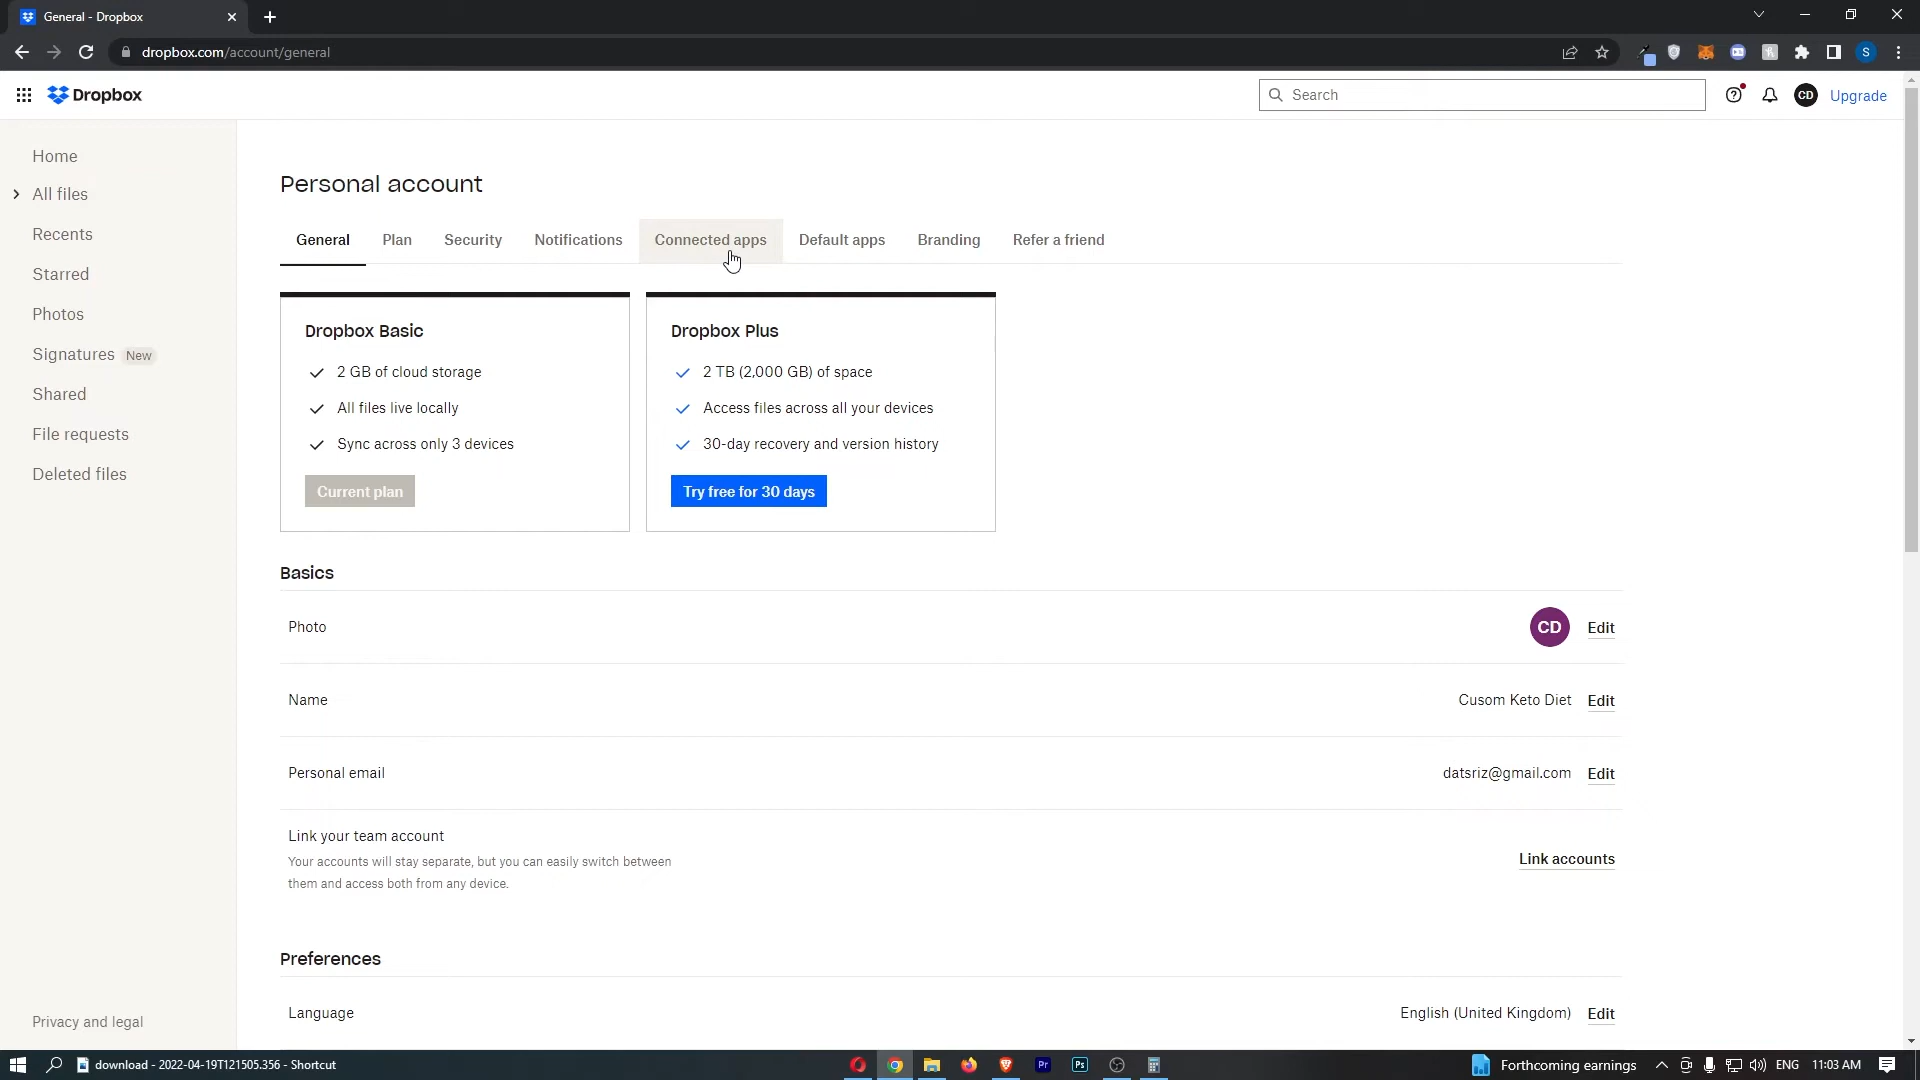 General - Dropbox
dropbox.com/account/general
S
Dropbox
Search
CD
Upgrade
Home
All files
Recents
Starred
Photos
Signatures New
Shared
File requests
Deleted files
Privacy and legal
Personal account
General Plan Security Notifications Connected apps Default apps Branding Refer a friend
Dropbox Basic
2 GB of cloud storage
All files live locally
Sync across only 3 devices
Current plan
Dropbox Plus
2 TB (2,000 GB) of space
Access files across all your devices
30-day recovery and version history
Try free for 30 days
Basics
Photo CD Edit
Name Cusom Keto Diet Edit
Personal email datsriz@gmail.com Edit
Link your team account
Your accounts will stay separate, but you can easily switch between
them and access both from any device.
Link accounts
Preferences
Language English (United Kingdom) Edit
download - 2022-04-19T121505.356 - Shortcut
Pr
Ps
Forthcoming earnings
ENG
11:03 AM